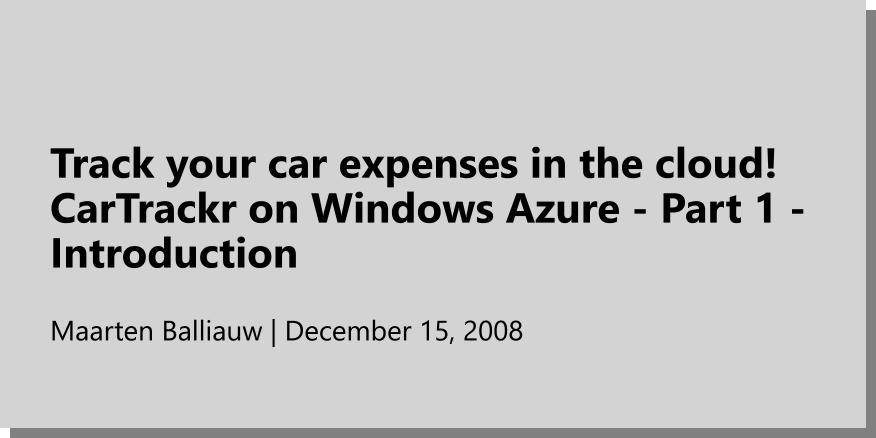 Track your car expenses in the cloud!
CarTrackr on Windows Azure - Part 1 -
Introduction
Maarten Balliauw | December 15, 2008